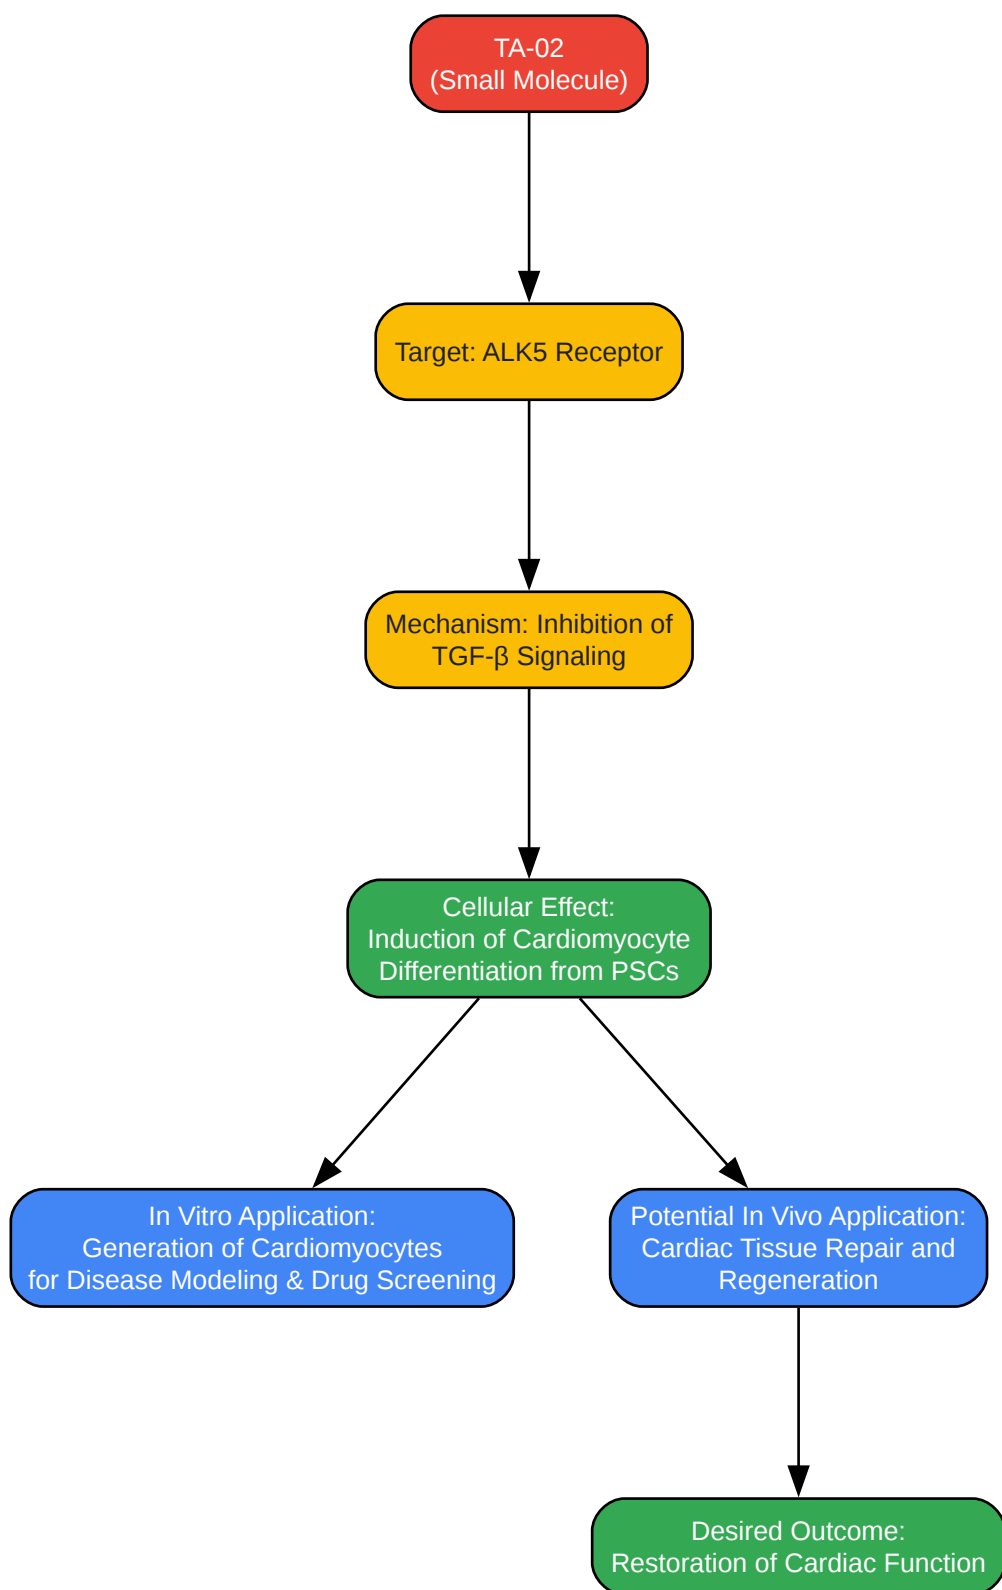 TA-02
(Small Molecule)
Target: ALK5 Receptor
Mechanism: Inhibition of
TGF-β Signaling
Cellular Effect:
Induction of Cardiomyocyte
Differentiation from PSCs
In Vitro Application:
Generation of Cardiomyocytes
for Disease Modeling & Drug Screening
Potential In Vivo Application:
Cardiac Tissue Repair and
Regeneration
Desired Outcome:
Restoration of Cardiac Function